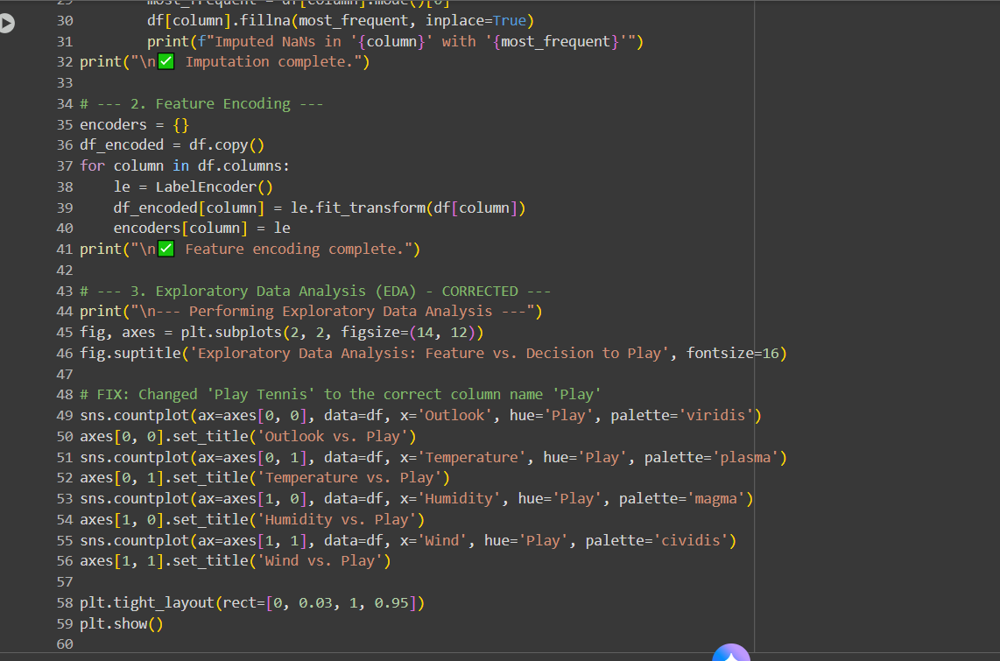 29         most_frequent = df[column].mode()[0]
30         df[column].fillna(most_frequent, inplace=True)
31         print(f"Imputed NaNs in '{column}' with '{most_frequent}'")
32 print("\n✅ Imputation complete.")
33
34 # --- 2. Feature Encoding ---
35 encoders = {}
36 df_encoded = df.copy()
37 for column in df.columns:
38     le = LabelEncoder()
39     df_encoded[column] = le.fit_transform(df[column])
40     encoders[column] = le
41 print("\n✅ Feature encoding complete.")
42
43 # --- 3. Exploratory Data Analysis (EDA) - CORRECTED ---
44 print("\n--- Performing Exploratory Data Analysis ---")
45 fig, axes = plt.subplots(2, 2, figsize=(14, 12))
46 fig.suptitle('Exploratory Data Analysis: Feature vs. Decision to Play', fontsize=16)
47
48 # FIX: Changed 'Play Tennis' to the correct column name 'Play'
49 sns.countplot(ax=axes[0, 0], data=df, x='Outlook', hue='Play', palette='viridis')
50 axes[0, 0].set_title('Outlook vs. Play')
51 sns.countplot(ax=axes[0, 1], data=df, x='Temperature', hue='Play', palette='plasma')
52 axes[0, 1].set_title('Temperature vs. Play')
53 sns.countplot(ax=axes[1, 0], data=df, x='Humidity', hue='Play', palette='magma')
54 axes[1, 0].set_title('Humidity vs. Play')
55 sns.countplot(ax=axes[1, 1], data=df, x='Wind', hue='Play', palette='cividis')
56 axes[1, 1].set_title('Wind vs. Play')
57
58 plt.tight_layout(rect=[0, 0.03, 1, 0.95])
59 plt.show()
60